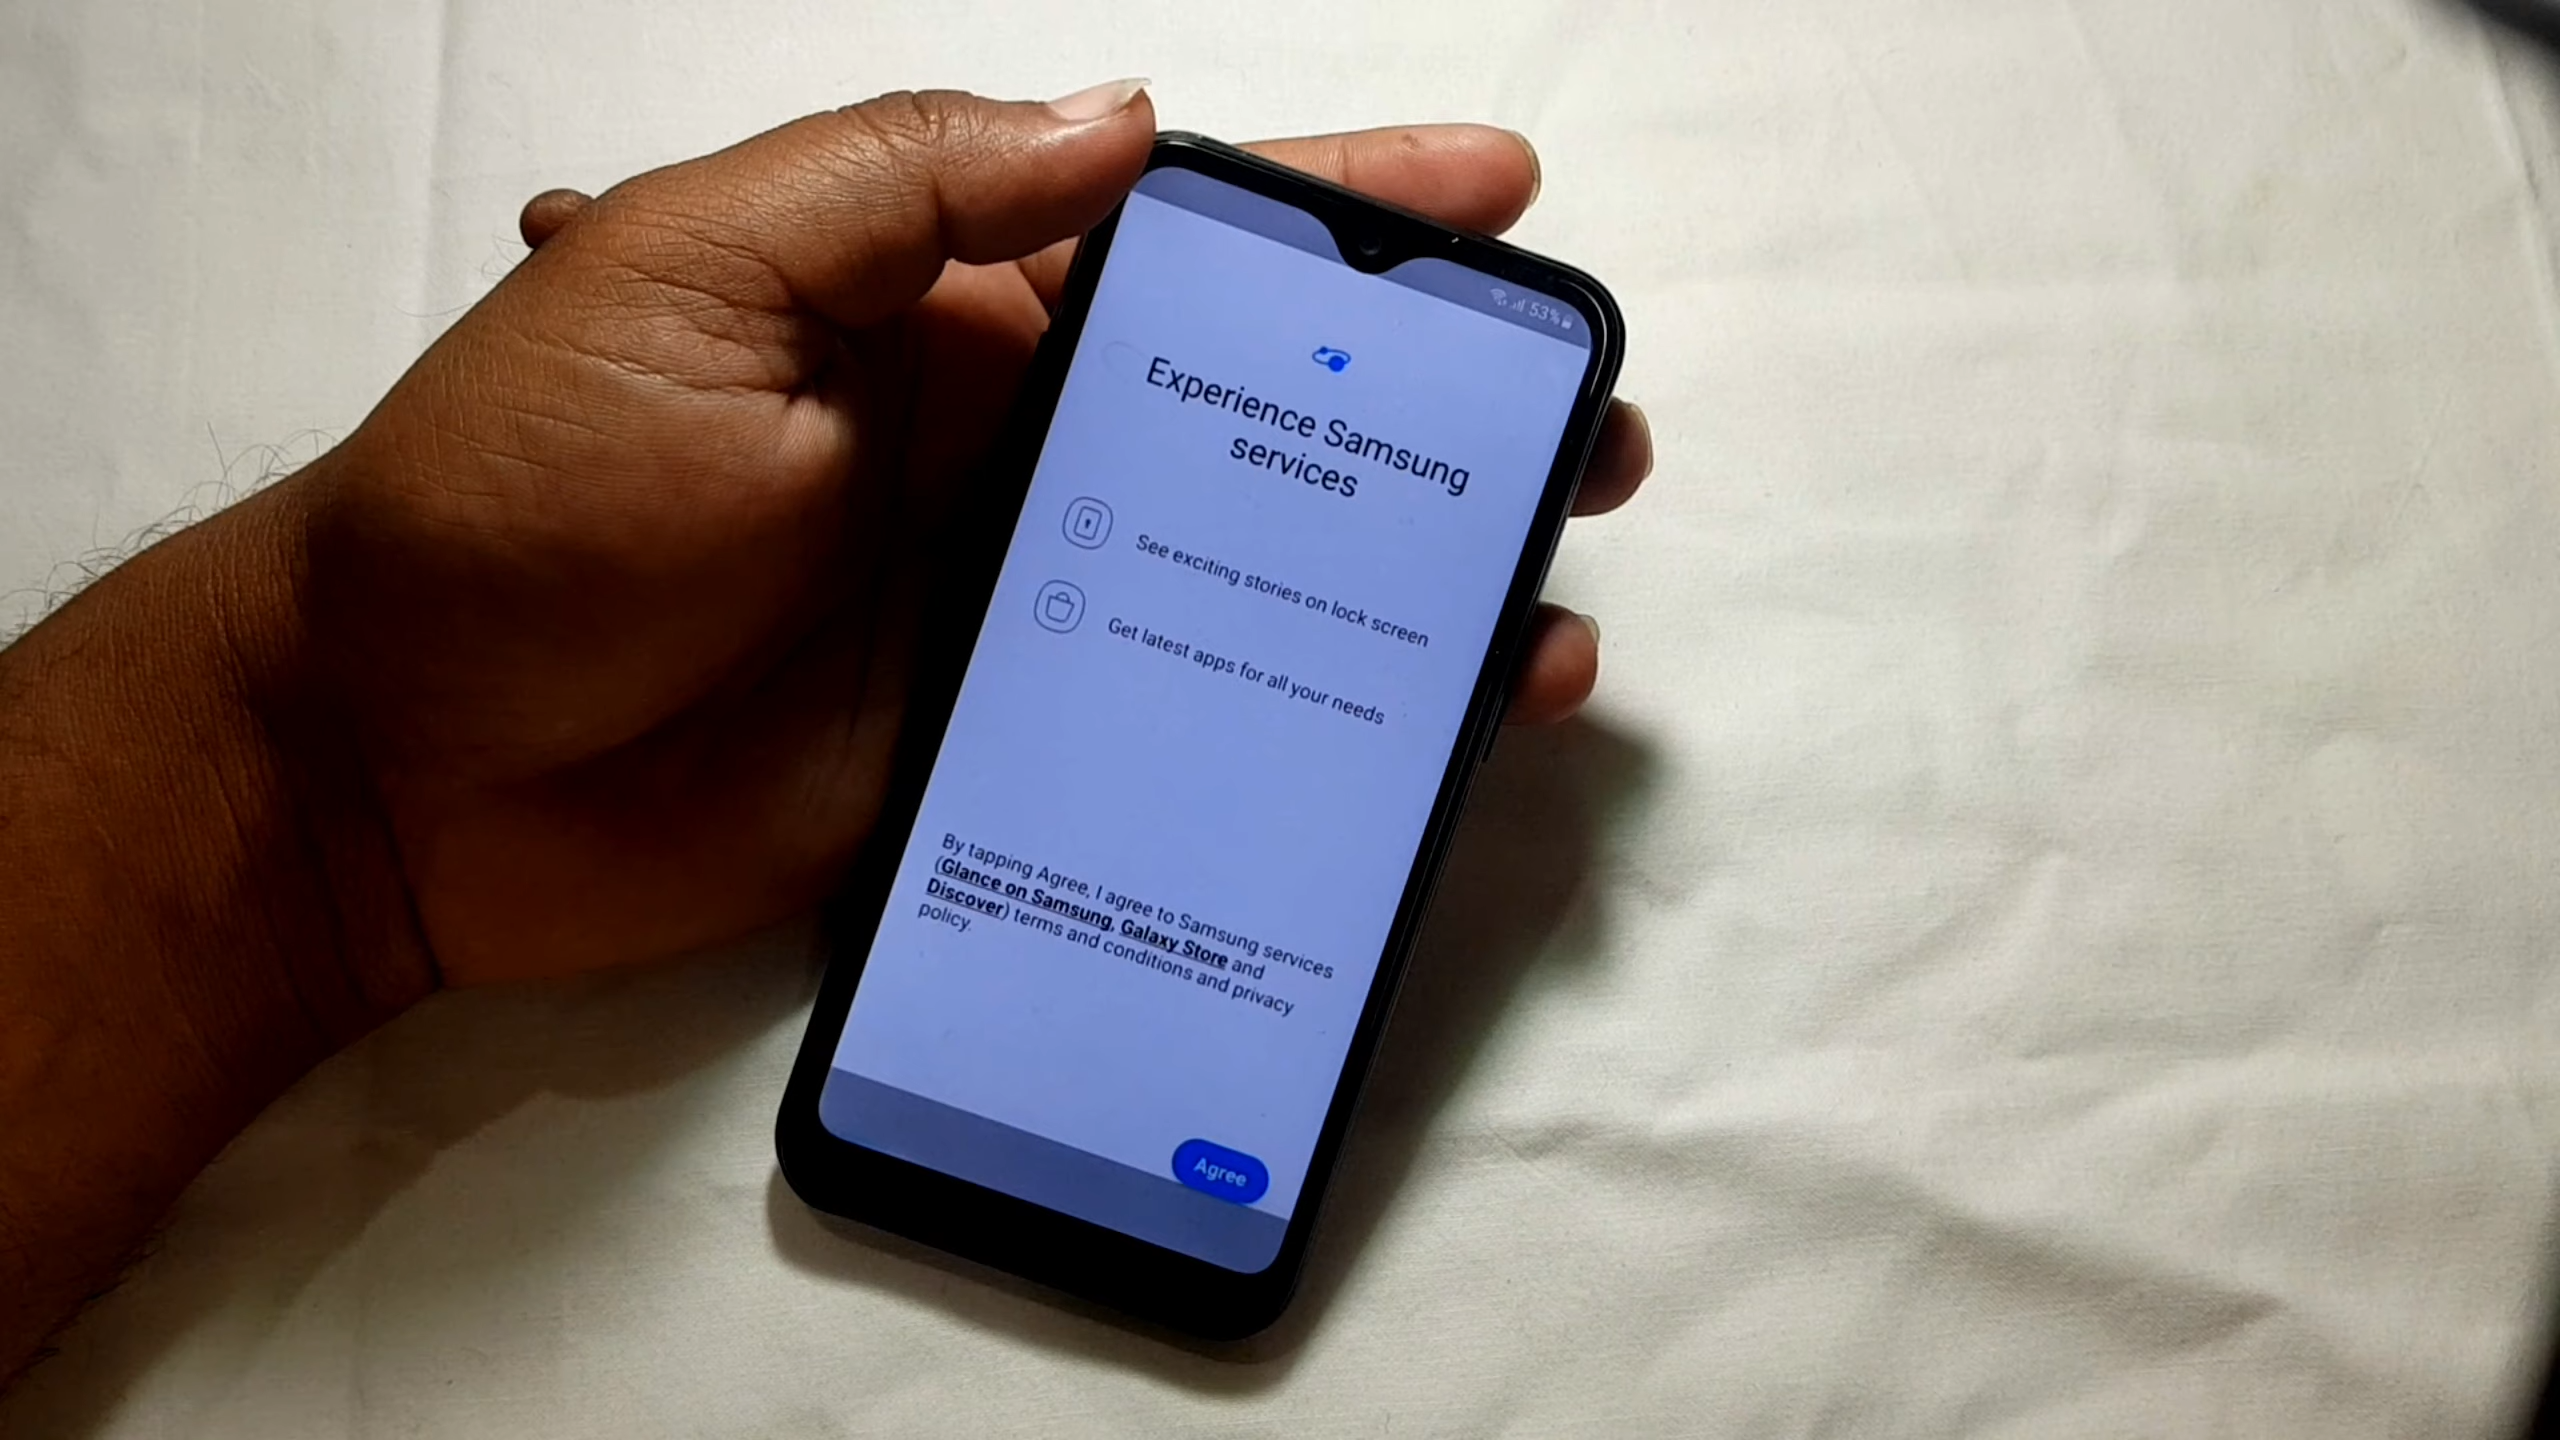 53%
Experience Samsung
services
See exciting stories on lock screen
Get latest apps for all your needs
By tapping Agree, I agree to Samsung services
(Glance on Samsung, Galaxy Store and
Discover) terms and conditions and privacy
policy.
Agree